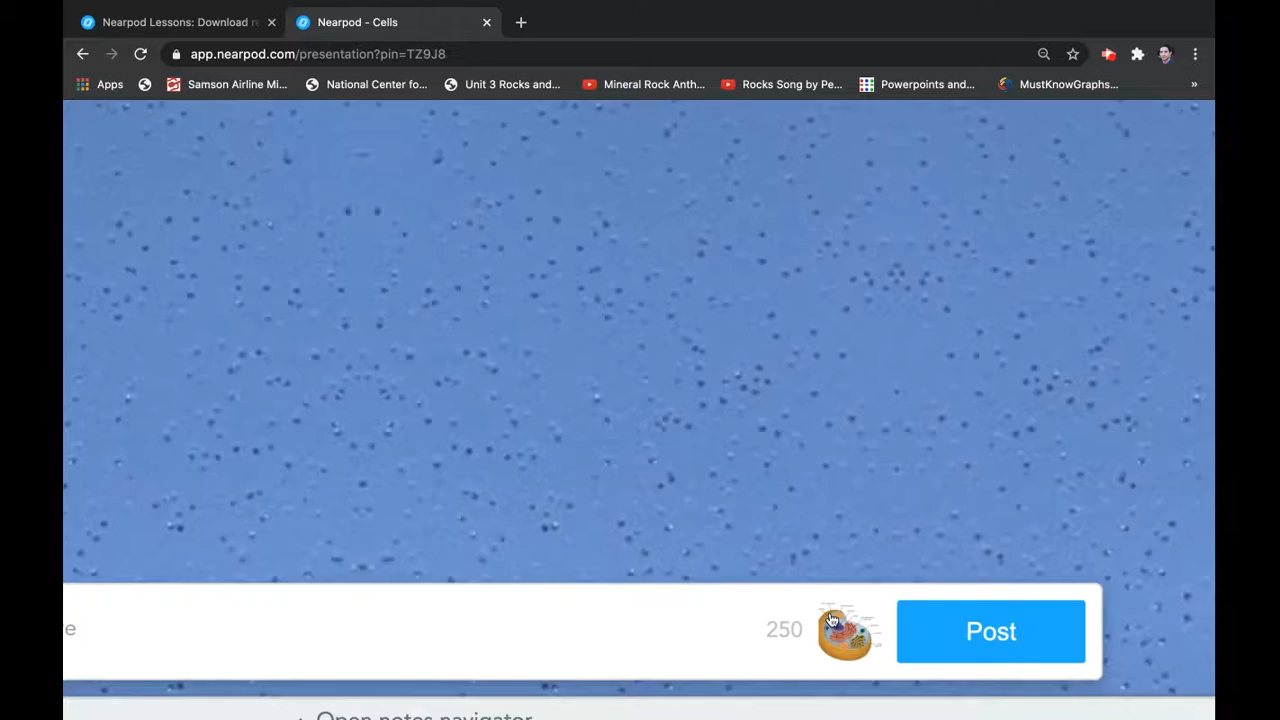 Nearpod Lessons: Download re
Nearpod - Cells
app.nearpod.com/presentation?pin=TZ9J8
Apps
Samson Airline Mi...
National Center fo...
Unit 3 Rocks and...
Mineral Rock Anth...
Rocks Song by Pe...
Powerpoints and...
MustKnowGraphs...
»
e
250
Post
Open notes navigator